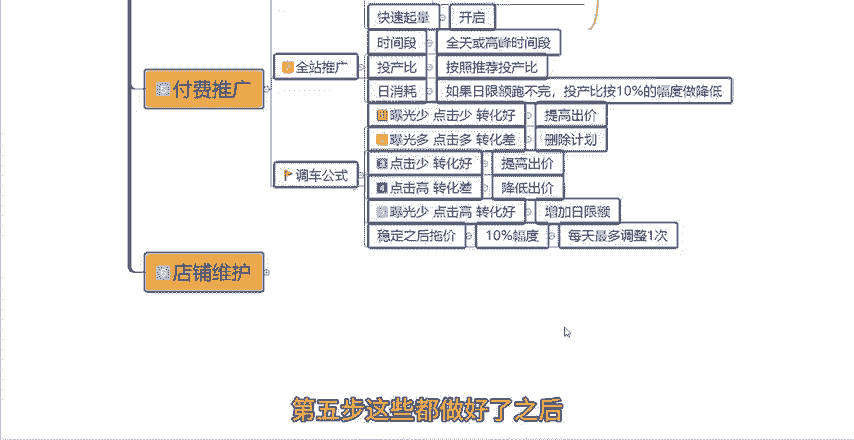 快速起量 开启
时间段 全天或高峰时间段
全站推广
投产比 按照推荐投产比
付费推广
日消耗 如果日限额跑不完，投产比按10%的幅度做降低
曝光少 点击少 转化好 提高出价
曝光多 点击多 转化差 删除计划
调车公式
3 点击少 转化好 提高出价
4 点击高 转化差 降低出价
曝光少 点击高 转化好 增加日限额
稳定之后拖价 10%幅度 每天最多调整1次
店铺维护
第五步这些都做好了之后